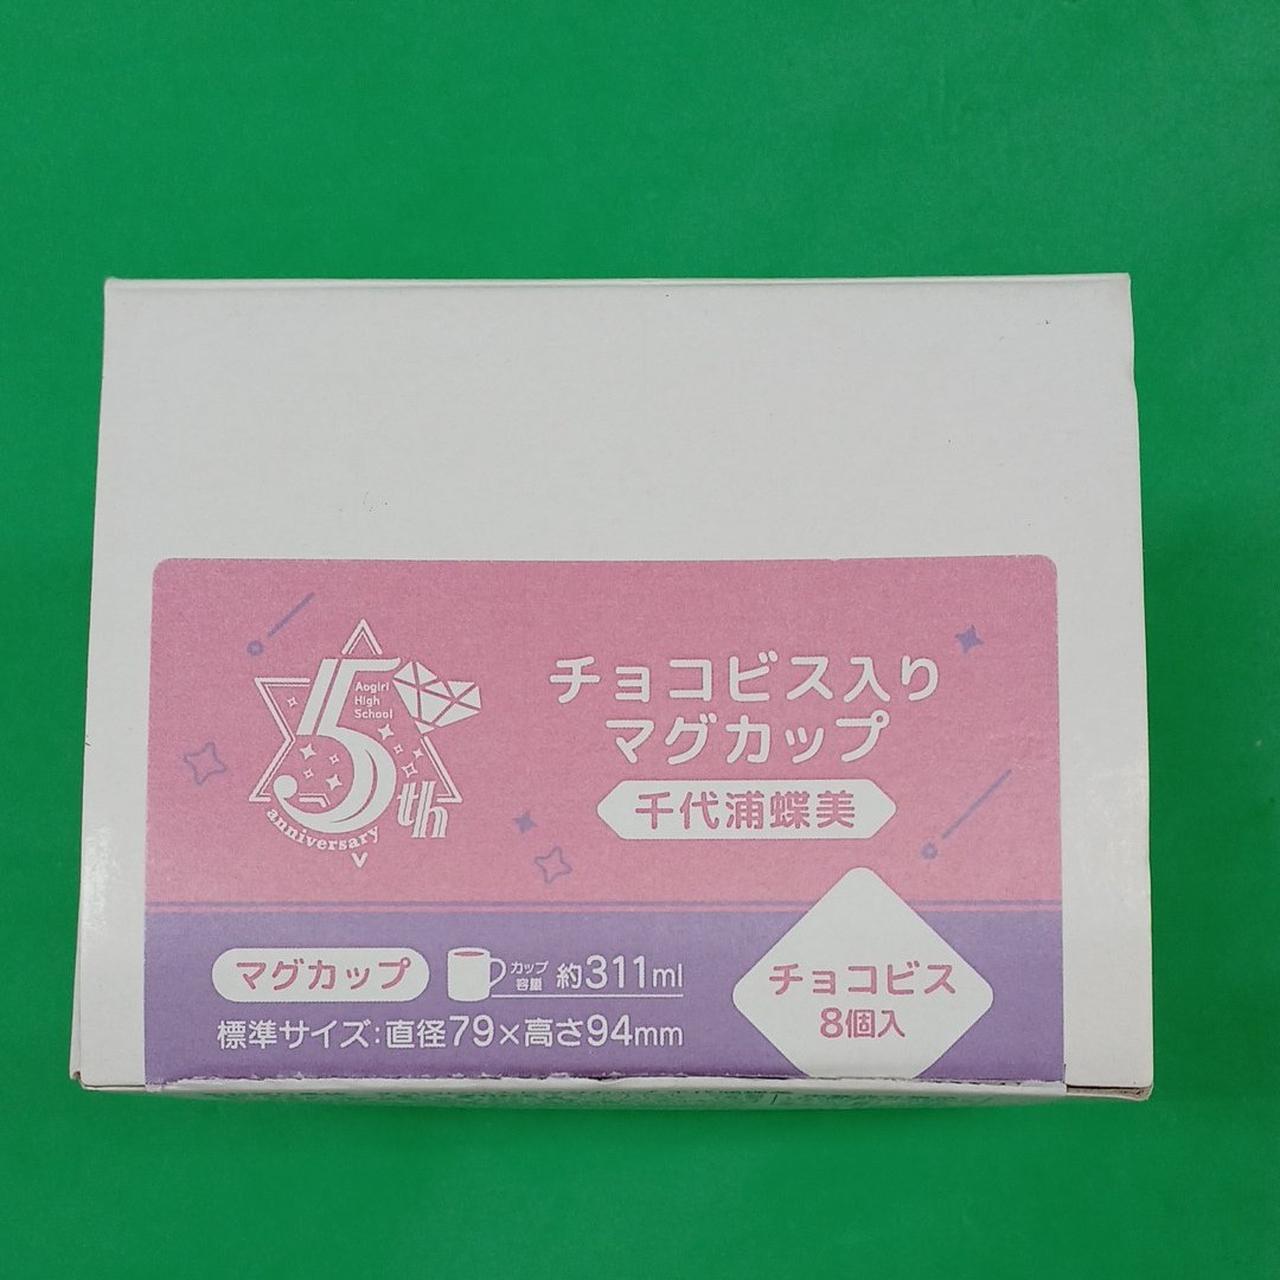 5th
Aogiri
High
School
anniversary
チョコビス入り
マグカップ
千代浦蝶美
マグカップ
カップ
容量
約311ml
標準サイズ:直径79×高さ94mm
チョコビス
8個入